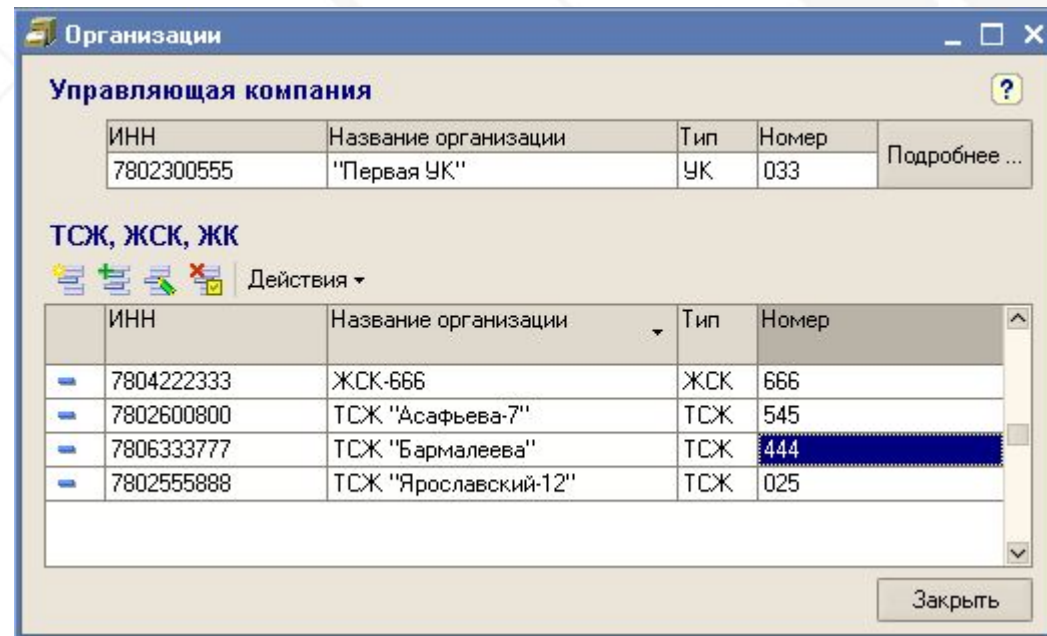 Организации
Управляющая компания ?
ИНН Название организации Тип Номер Подробнее ...
7802300555 "Первая УК" УК 033
ТСЖ, ЖСК, ЖК
Действия
ИНН Название организации Тип Номер
7804222333 ЖСК-666 ЖСК 666
7802600800 ТСЖ "Асафьева-7" ТСЖ 545
7806333777 ТСЖ "Бармалеева" ТСЖ 444
7802555888 ТСЖ "Ярославский-12" ТСЖ 025
Закрыть